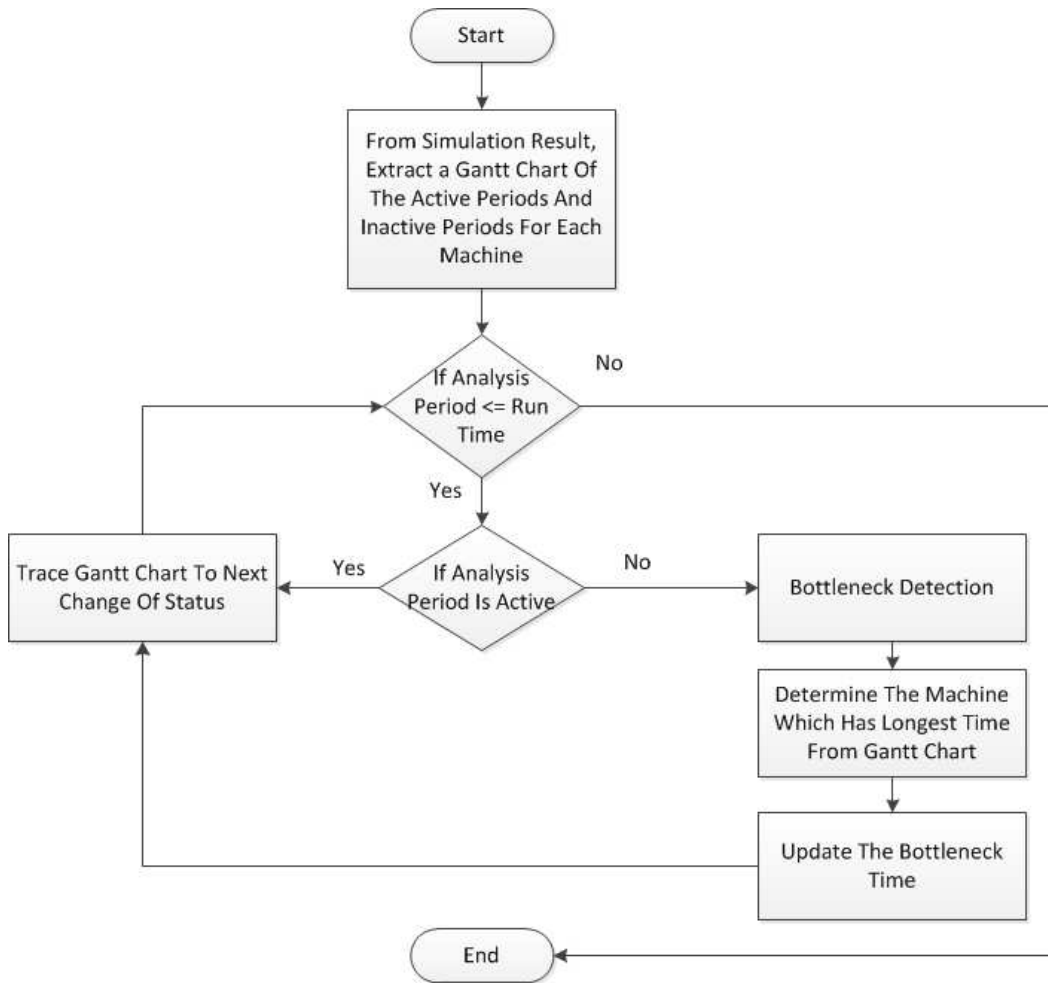 Start
From Simulation Result,
Extract a Gantt Chart Of
The Active Periods And
Inactive Periods For Each
Machine
If Analysis
Period <= Run
Time
No
Yes
Trace Gantt Chart To Next
Change Of Status
Yes
If Analysis
Period Is Active
No
Bottleneck Detection
Determine The Machine
Which Has Longest Time
From Gantt Chart
Update The Bottleneck
Time
End